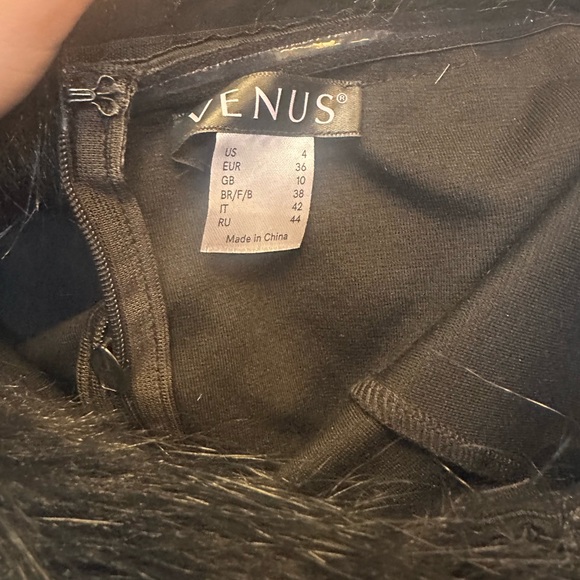 VENUS®
US 4
EUR 36
GB 10
BR/F/B 38
IT 42
RU 44
Made in China